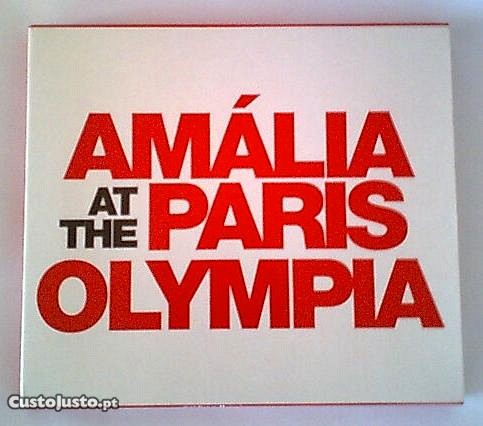 AMÁLIA
AT
THE PARIS
OLYMPIA
CustoJusto.pt